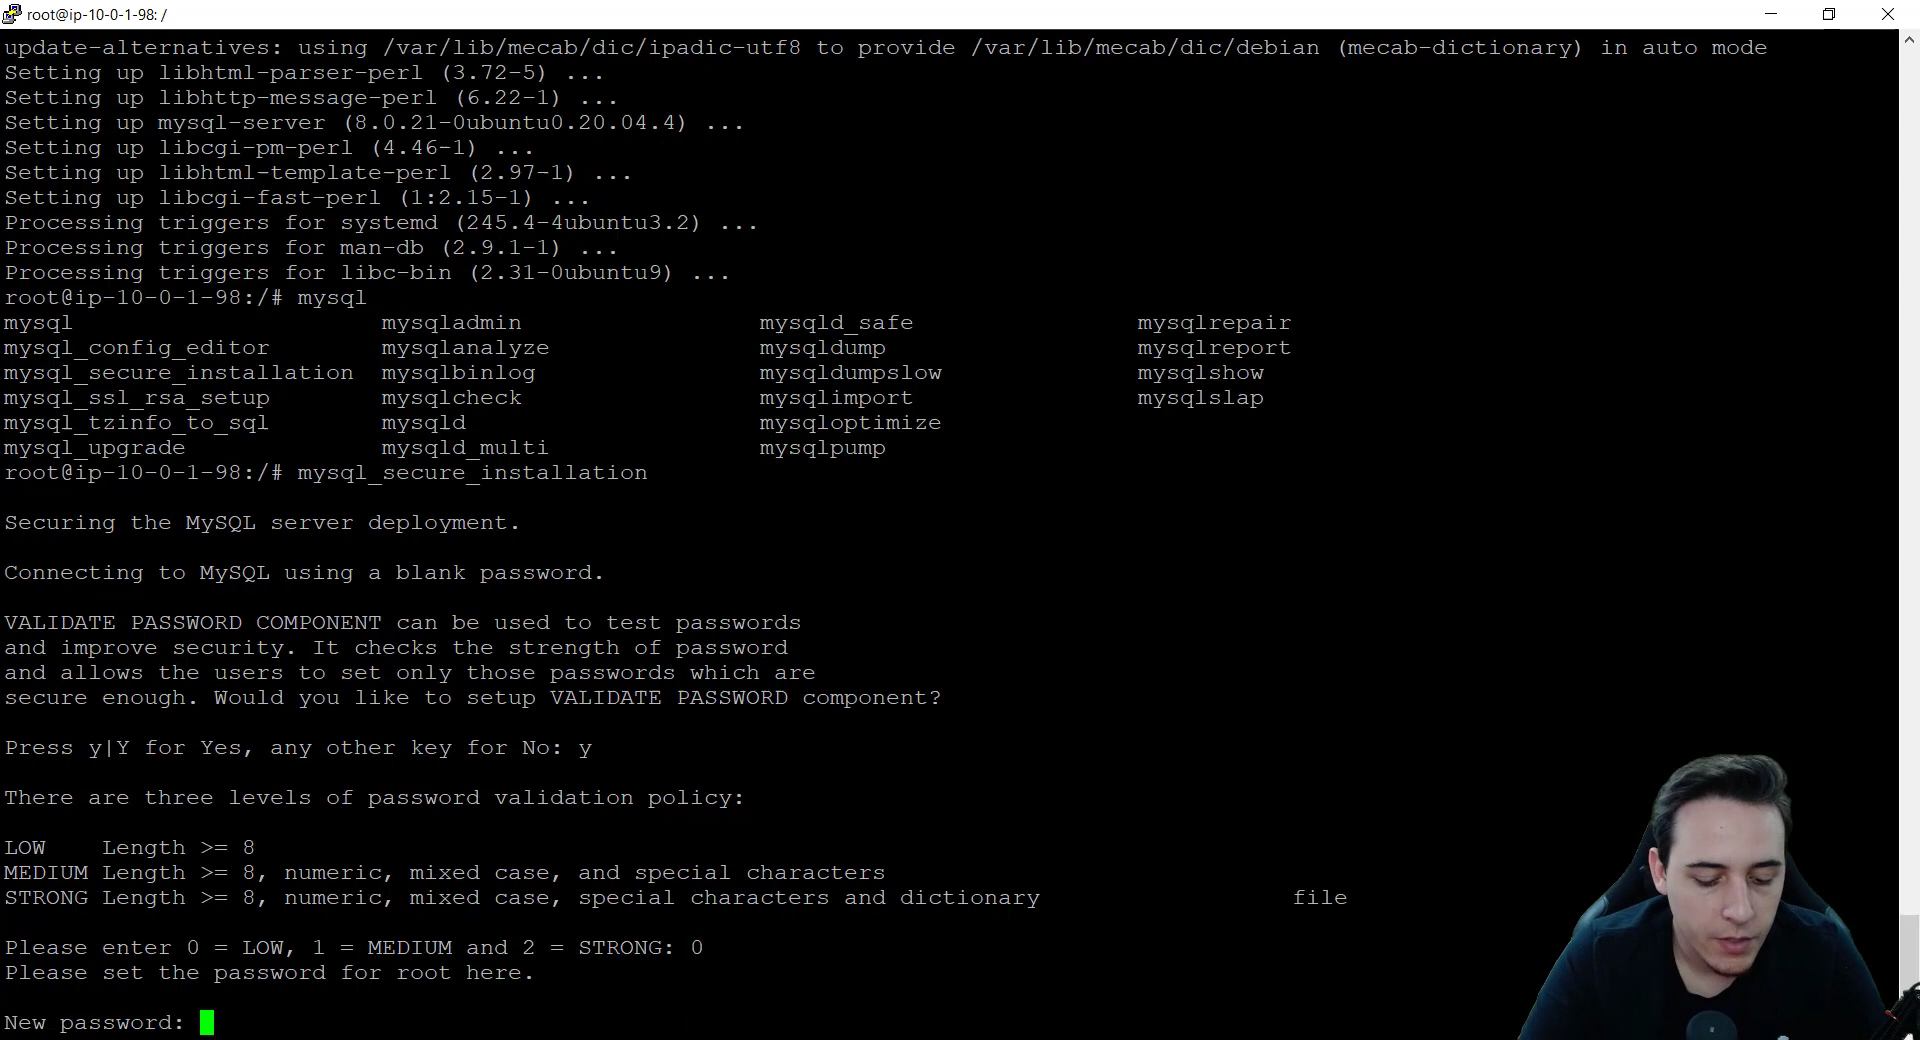 root@ip-10-0-1-98: /
update-alternatives: using /var/lib/mecab/dic/ipadic-utf8 to provide /var/lib/mecab/dic/debian (mecab-dictionary) in auto mode
Setting up libhtml-parser-perl (3.72-5) ...
Setting up libhttp-message-perl (6.22-1) ...
Setting up mysql-server (8.0.21-0ubuntu0.20.04.4) ...
Setting up libcgi-pm-perl (4.46-1) ...
Setting up libhtml-template-perl (2.97-1) ...
Setting up libcgi-fast-perl (1:2.15-1) ...
Processing triggers for systemd (245.4-4ubuntu3.2) ...
Processing triggers for man-db (2.9.1-1) ...
Processing triggers for libc-bin (2.31-0ubuntu9) ...
root@ip-10-0-1-98:/# mysql
mysql mysqladmin mysqld_safe mysqlrepair
mysql_config_editor mysqlanalyze mysqldump mysqlreport
mysql_secure_installation mysqlbinlog mysqldumpslow mysqlshow
mysql_ssl_rsa_setup mysqlcheck mysqlimport mysqlslap
mysql_tzinfo_to_sql mysqld mysqloptimize
mysql_upgrade mysqld_multi mysqlpump
root@ip-10-0-1-98:/# mysql_secure_installation
Securing the MySQL server deployment.
Connecting to MySQL using a blank password.
VALIDATE PASSWORD COMPONENT can be used to test passwords
and improve security. It checks the strength of password
and allows the users to set only those passwords which are
secure enough. Would you like to setup VALIDATE PASSWORD component?
Press y|Y for Yes, any other key for No: y
There are three levels of password validation policy:
LOW Length >= 8
MEDIUM Length >= 8, numeric, mixed case, and special characters
STRONG Length >= 8, numeric, mixed case, special characters and dictionary file
Please enter 0 = LOW, 1 = MEDIUM and 2 = STRONG: 0
Please set the password for root here.
New password: